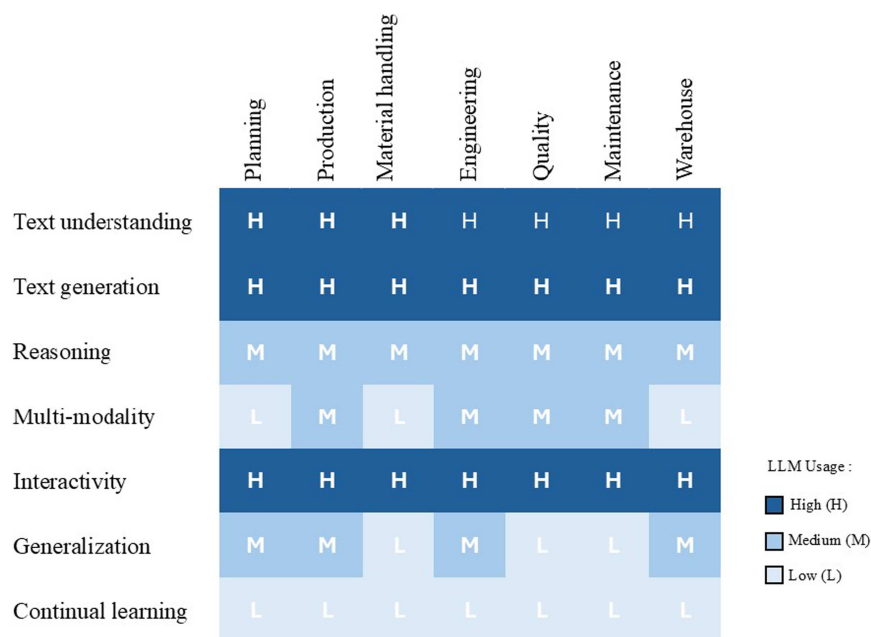 Planning Production Material handling Engineering Quality Maintenance Warehouse
Text understanding H H H H H H H
Text generation H H H H H H H
Reasoning M M M M M M M
Multi-modality L M L M M M L
Interactivity H H H H H H H
Generalization M M L M L L M
Continual learning L L L L L L L
LLM Usage :
High (H)
Medium (M)
Low (L)